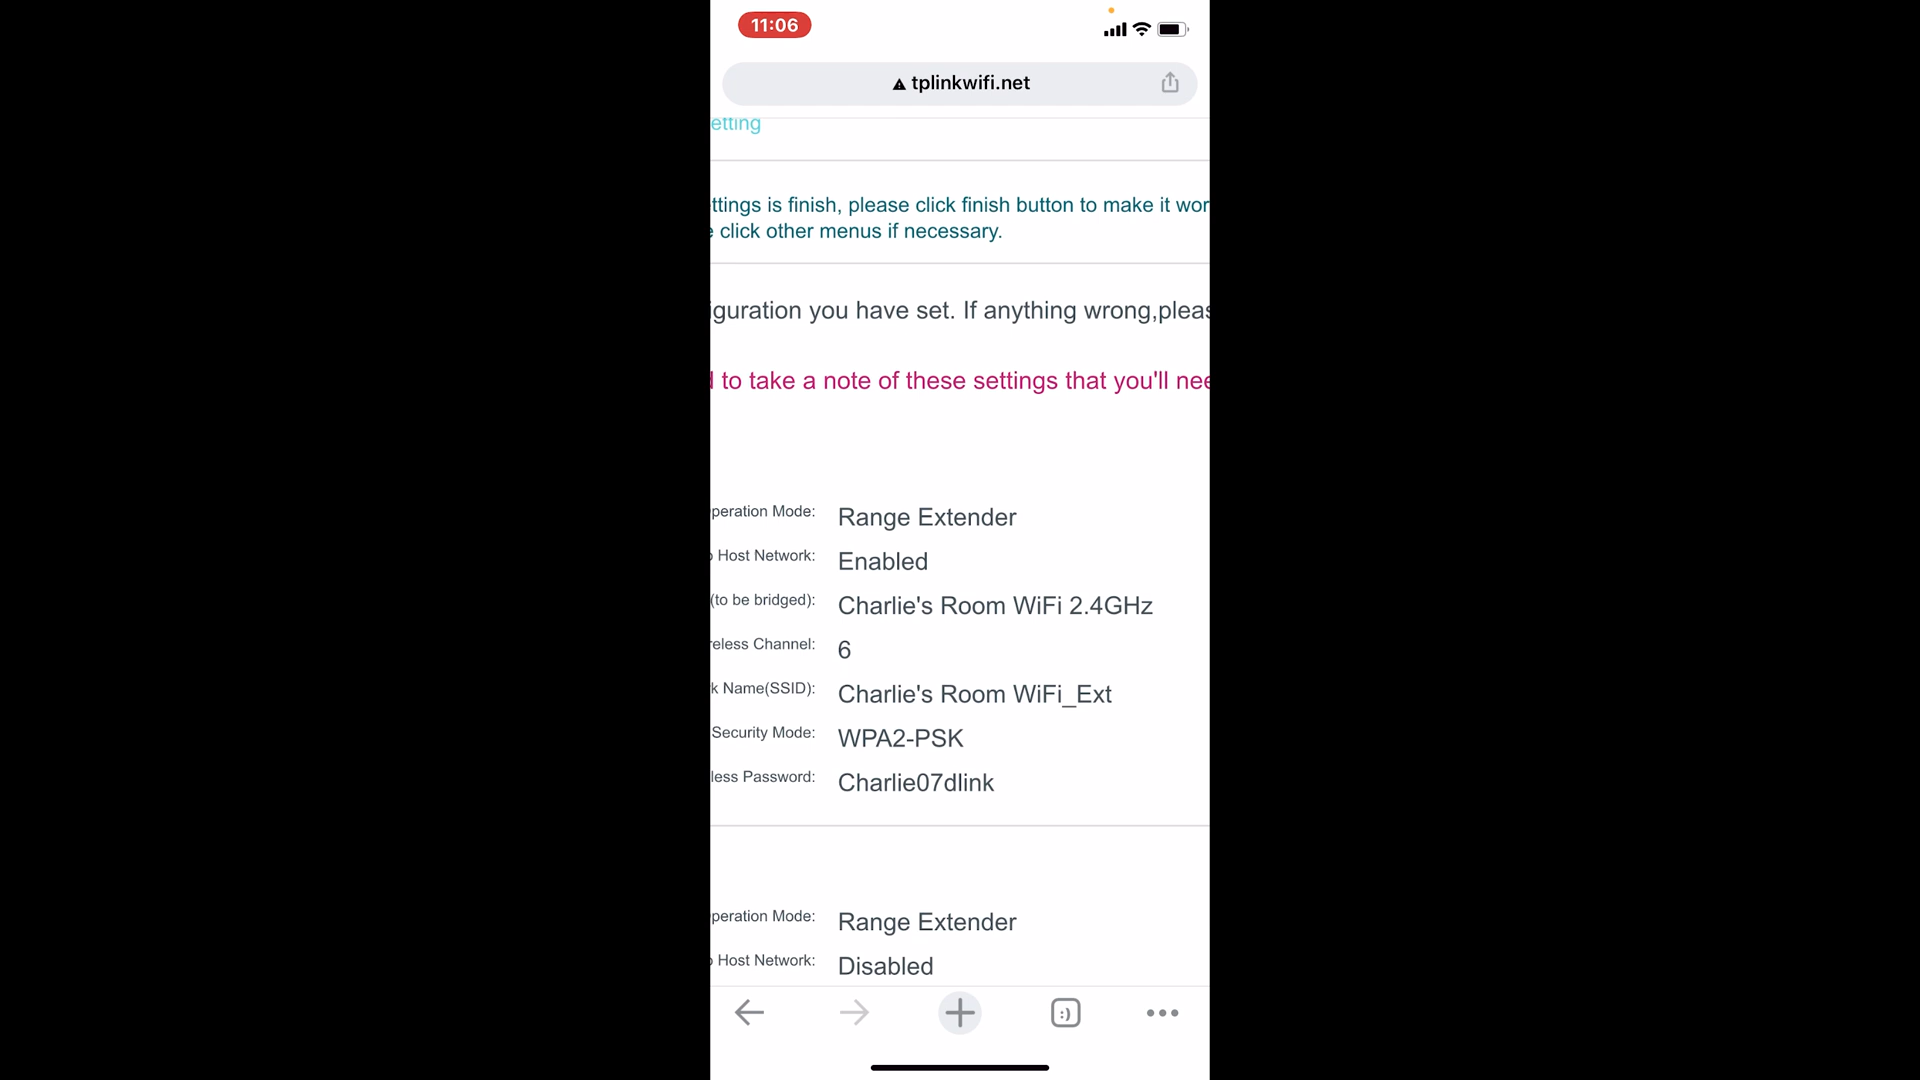 11:06
tplinkwifi.net
etting
ttings is finish, please click finish button to make it wor
e click other menus if necessary.
iguration you have set. If anything wrong,pleas
d to take a note of these settings that you'll nee
peration Mode: Range Extender
o Host Network: Enabled
(to be bridged): Charlie's Room WiFi 2.4GHz
reless Channel: 6
k Name(SSID): Charlie's Room WiFi_Ext
Security Mode: WPA2-PSK
less Password: Charlie07dlink
peration Mode: Range Extender
o Host Network: Disabled
:)